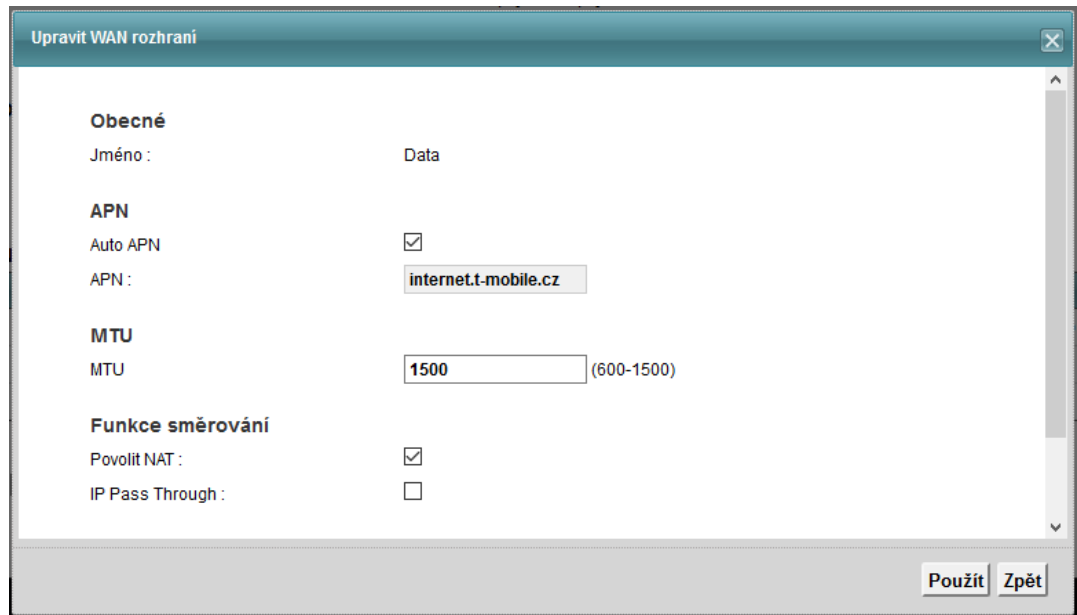 Upravit WAN rozhraní
Obecné
Jméno : Data
APN
Auto APN
APN : internet.t-mobile.cz
MTU
MTU 1500 (600-1500)
Funkce směrování
Povolit NAT :
IP Pass Through :
Použít Zpět